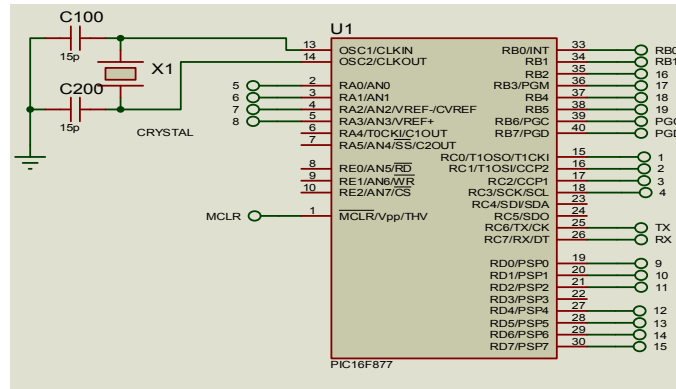 C100
15p
X1
C200
15p
CRYSTAL
U1
13 OSC1/CLKIN
14 OSC2/CLKOUT
5 2 RA0/AN0
6 3 RA1/AN1
7 4 RA2/AN2/VREF-/CVREF
8 5 RA3/AN3/VREF+
6 RA4/T0CKI/C1OUT
7 RA5/AN4/SS/C2OUT
8 RE0/AN5/RD
9 RE1/AN6/WR
10 RE2/AN7/CS
MCLR 1 MCLR/Vpp/THV
RB0/INT 33 RB0
RB1 34 RB1
RB2 35 16
RB3/PGM 36 17
RB4 37 18
RB5 38 19
RB6/PGC 39 PGC
RB7/PGD 40 PGD
RC0/T1OSO/T1CKI 15 1
RC1/T1OSI/CCP2 16 2
RC2/CCP1 17 3
RC3/SCK/SCL 18 4
RC4/SDI/SDA 23
RC5/SDO 24
RC6/TX/CK 25 TX
RC7/RX/DT 26 RX
RD0/PSP0 19 9
RD1/PSP1 20 10
RD2/PSP2 21 11
RD3/PSP3 22
RD4/PSP4 27 12
RD5/PSP5 28 13
RD6/PSP6 29 14
RD7/PSP7 30 15
PIC16F877